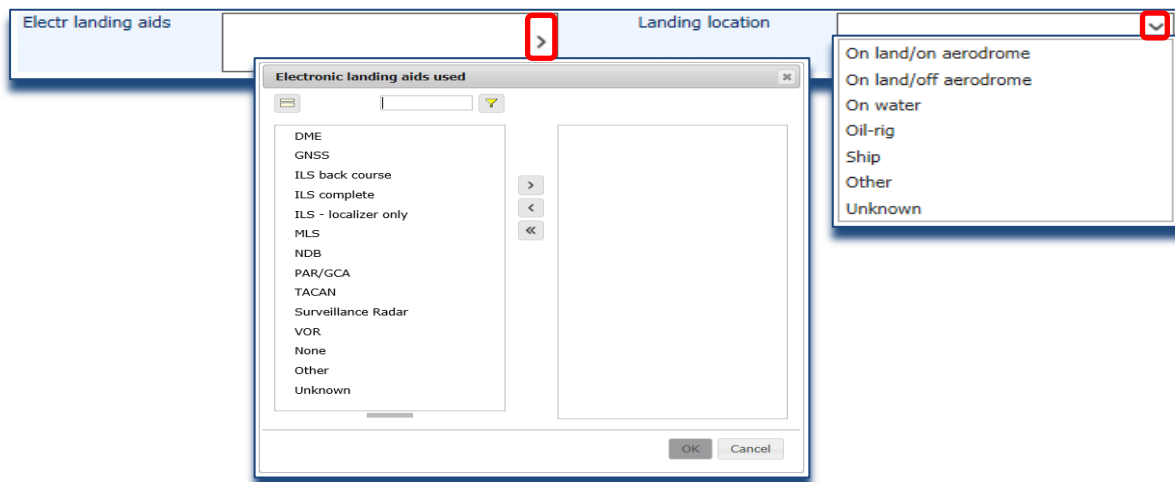 Electr landing aids
Landing location
On land/on aerodrome
On land/off aerodrome
On water
Oil-rig
Ship
Other
Unknown
Electronic landing aids used
DME
GNSS
ILS back course
ILS complete
ILS - localizer only
MLS
NDB
PAR/GCA
TACAN
Surveillance Radar
VOR
None
Other
Unknown
OK
Cancel